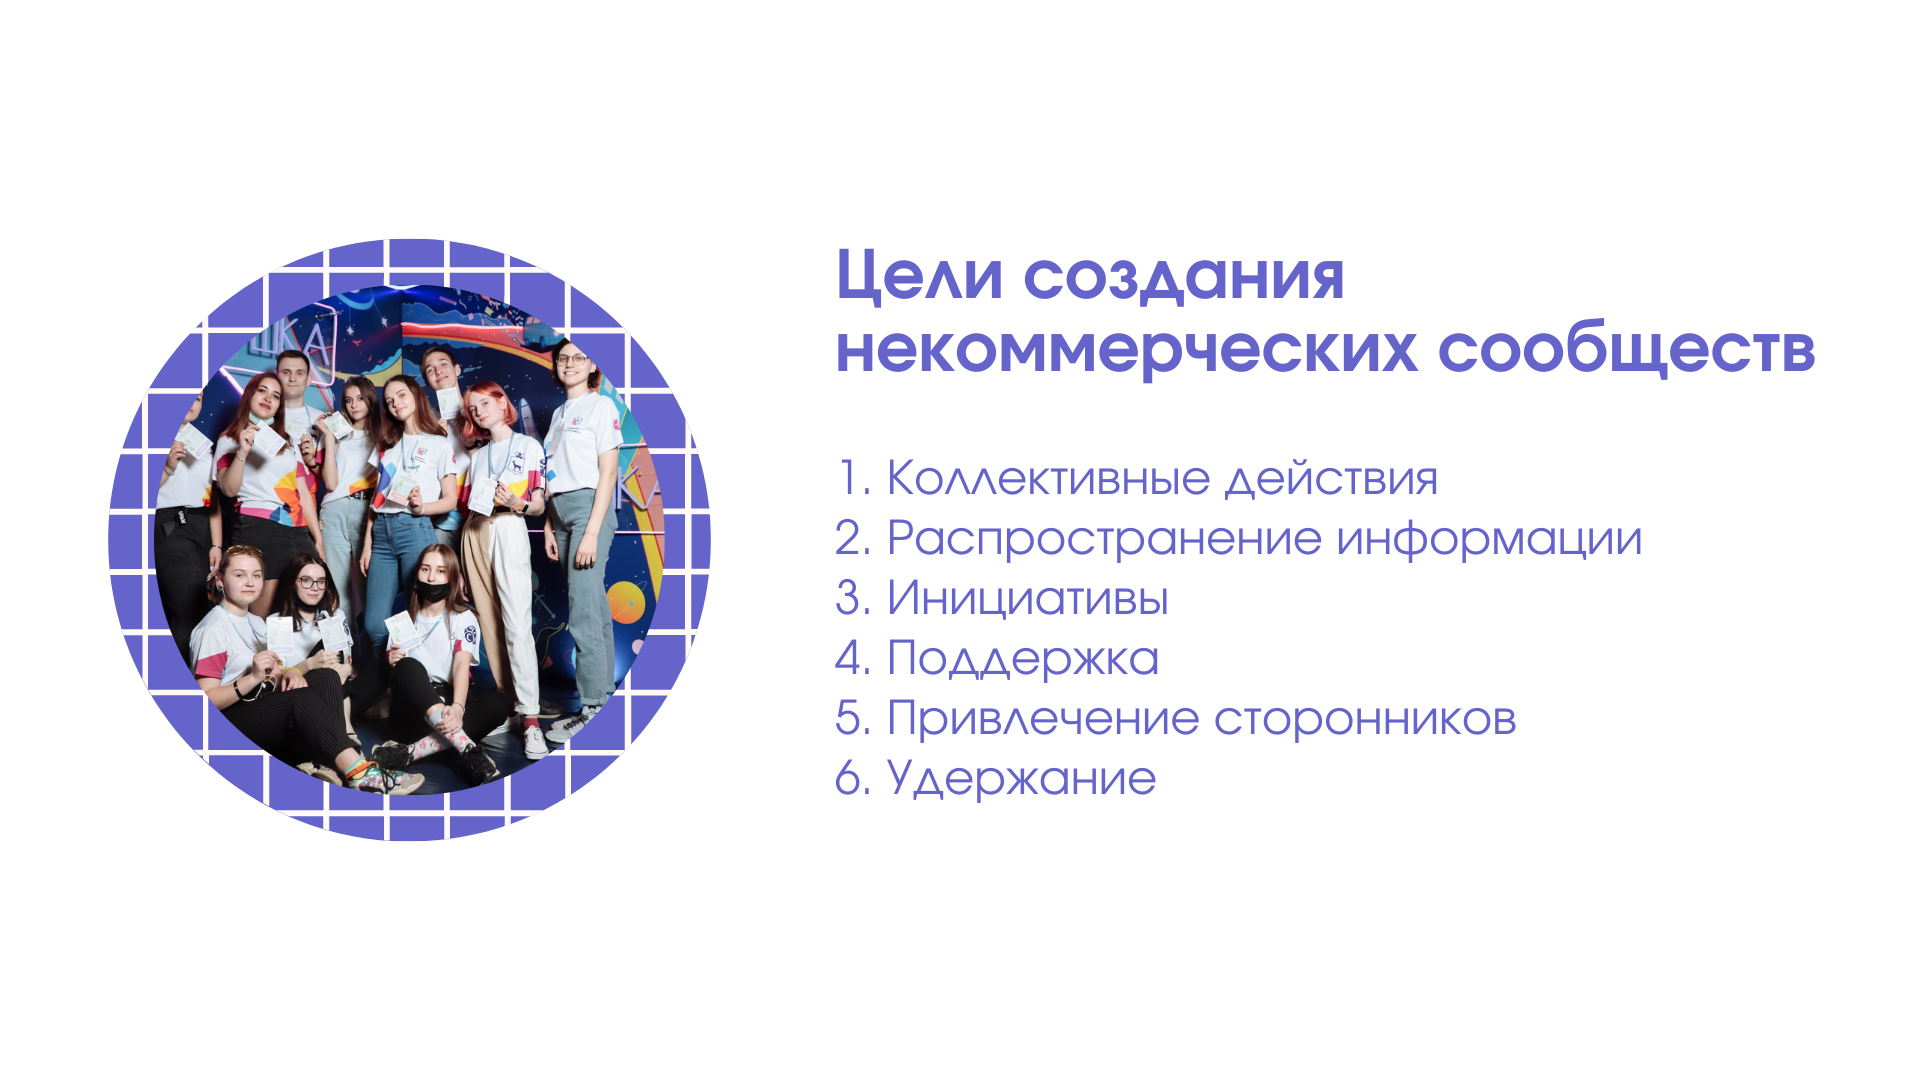 Цели создания
некоммерческих сообществ
1. Коллективные действия
2. Распространение информации
3. Инициативы
4. Поддержка
5. Привлечение сторонников
6. Удержание